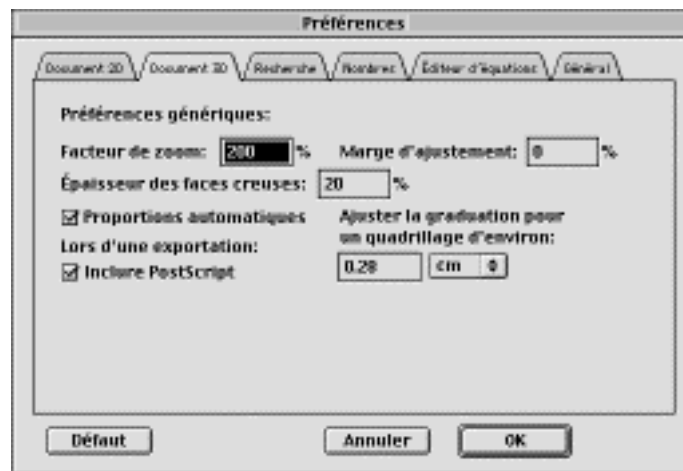 Préférences
Document 2D Document 3D Recherche Nombres Éditeur d'équations Général
Préférences génériques:
Facteur de zoom: 200 % Marge d'ajustement: 0 %
Épaisseur des faces creuses: 20 %
Proportions automatiques Ajuster la graduation pour
Lors d'une exportation: un quadrillage d'environ:
Inclure PostScript 0.28 cm
Défaut Annuler OK